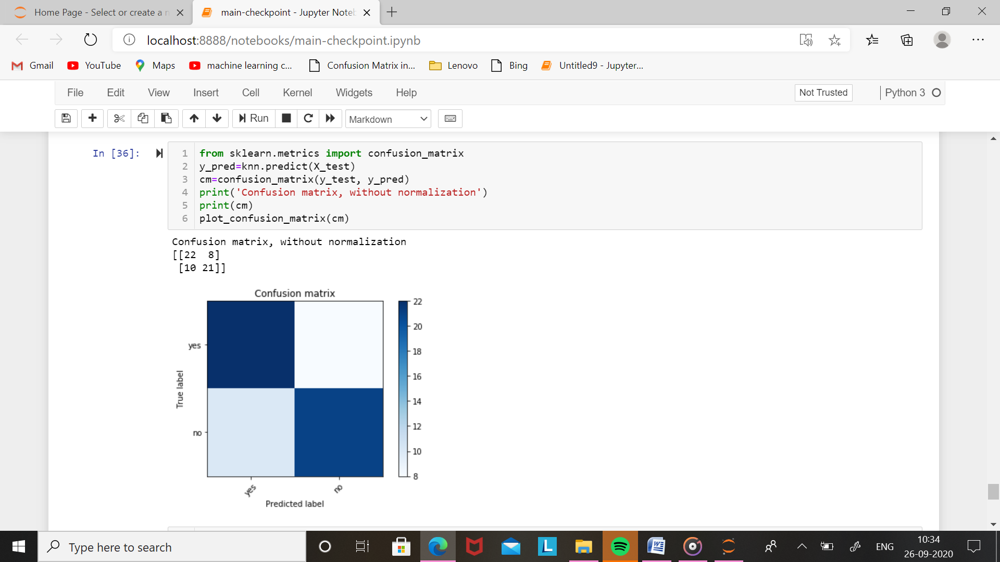 Home Page - Select or create a n
main-checkpoint - Jupyter Noteb
localhost:8888/notebooks/main-checkpoint.ipynb
Gmail YouTube Maps machine learning c... Confusion Matrix in... Lenovo Bing Untitled9 - Jupyter...
File Edit View Insert Cell Kernel Widgets Help Not Trusted Python 3
Run Markdown
In [36]:
1 from sklearn.metrics import confusion_matrix
2 y_pred=knn.predict(X_test)
3 cm=confusion_matrix(y_test, y_pred)
4 print('Confusion matrix, without normalization')
5 print(cm)
6 plot_confusion_matrix(cm)
Confusion matrix, without normalization
[[22  8]
 [10 21]]
Confusion matrix
22
20
18
16
14
12
10
8
yes
no
True label
yes no
Predicted label
Type here to search
L
W
ENG
10:34
26-09-2020